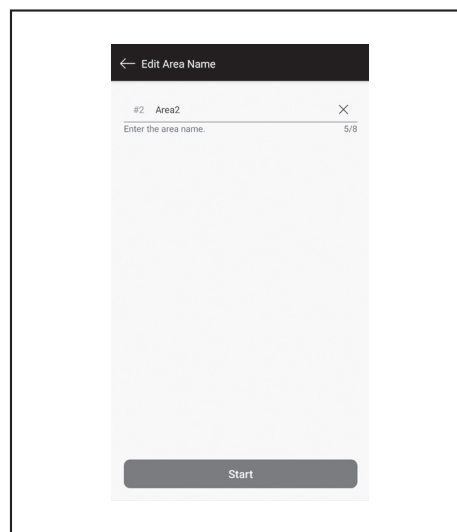 ← Edit Area Name
#2 Area2 ×
Enter the area name. 5/8
Start